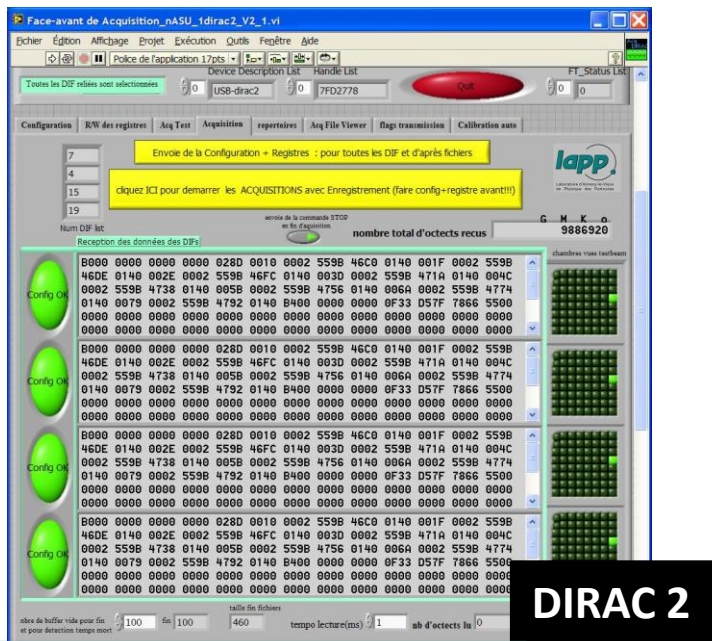 Face-avant de Acquisition_nASU_1dirac2_V2_1.vi
Fichier Édition Affichage Projet Exécution Outils Fenêtre Aide
Police de l'application 17pts
Device Description List Handle List FT_Status List
Toutes les DIF reliées sont selectionnées 0 USB-dirac2 0 7FD2778 Quit 0 0
Configuration R/W des registres Acq Test Acquisition repertoires Acq File Viewer flags transmission Calibration auto
7 Envoie de la Configuration + Registres : pour toutes les DIF et d'après fichiers
lapp
4
15 cliquez ICI pour demarrer les ACQUISITIONS avec Enregistrement (faire config+registre avant!!!)
19
Num DIF list
envoie de la commande STOP
en fin d'aquisition
nombre total d'octects recus G M K o
9886920
Reception des données des DIFs chambres vues testbeam
Config OK
B000 0000 0000 0000 028D 0010 0002 559B 46C0 0140 001F 0002 559B
46DE 0140 002E 0002 559B 46FC 0140 003D 0002 559B 471A 0140 004C
0002 559B 4738 0140 005B 0002 559B 4756 0140 006A 0002 559B 4774
0140 0079 0002 559B 4792 0140 B400 0000 0000 0F33 D57F 7866 5500
0000 0000 0000 0000 0000 0000 0000 0000 0000 0000 0000 0000 0000
0000 0000 0000 0000 0000 0000 0000 0000 0000 0000 0000 0000 0000
Config OK
B000 0000 0000 0000 028D 0010 0002 559B 46C0 0140 001F 0002 559B
46DE 0140 002E 0002 559B 46FC 0140 003D 0002 559B 471A 0140 004C
0002 559B 4738 0140 005B 0002 559B 4756 0140 006A 0002 559B 4774
0140 0079 0002 559B 4792 0140 B400 0000 0000 0F33 D57F 7866 5500
0000 0000 0000 0000 0000 0000 0000 0000 0000 0000 0000 0000 0000
0000 0000 0000 0000 0000 0000 0000 0000 0000 0000 0000 0000 0000
Config OK
B000 0000 0000 0000 028D 0010 0002 559B 46C0 0140 001F 0002 559B
46DE 0140 002E 0002 559B 46FC 0140 003D 0002 559B 471A 0140 004C
0002 559B 4738 0140 005B 0002 559B 4756 0140 006A 0002 559B 4774
0140 0079 0002 559B 4792 0140 B400 0000 0000 0F33 D57F 7866 5500
0000 0000 0000 0000 0000 0000 0000 0000 0000 0000 0000 0000 0000
0000 0000 0000 0000 0000 0000 0000 0000 0000 0000 0000 0000 0000
Config OK
B000 0000 0000 0000 028D 0010 0002 559B 46C0 0140 001F 0002 559B
46DE 0140 002E 0002 559B 46FC 0140 003D 0002 559B 471A 0140 004C
0002 559B 4738 0140 005B 0002 559B 4756 0140 006A 0002 559B 4774
0140 0079 0002 559B 4792 0140 B400 0000 0000 0F33 D57F 7866 5500
0000 0000 0000 0000 0000 0000 0000 0000 0000 0000 0000 0000
0000 0000 0000 0000 0000 0000 0000 0000 0000 0000 0000 0000
nbre de buffer vide pour fin
et pour detection temps mort 100 fin 100
taille fin fichiers
460
tempo lecture(ms) 1 nb d'octects lu 0
DIRAC 2